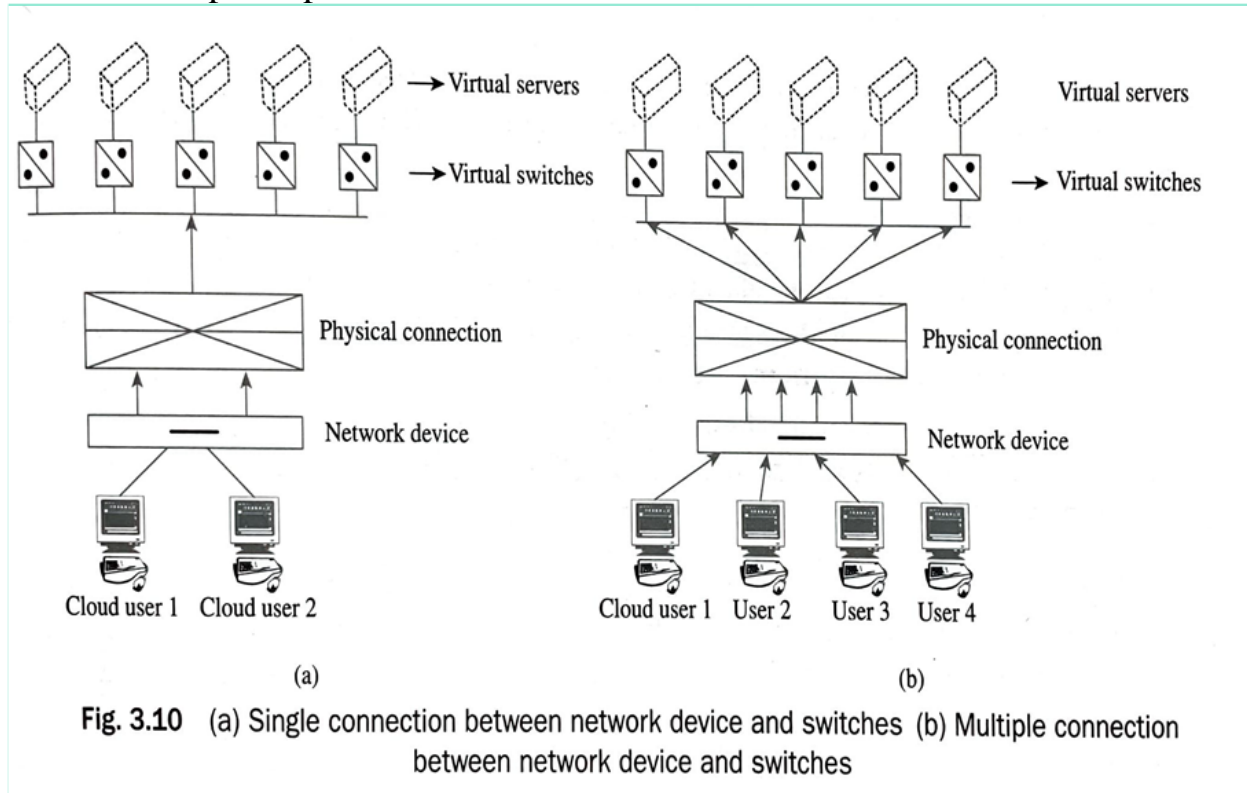 Virtual servers
Virtual switches
Physical connection
Network device
Cloud user 1 Cloud user 2
(a)
Virtual servers
Virtual switches
Physical connection
Network device
Cloud user 1 User 2 User 3 User 4
(b)
Fig. 3.10 (a) Single connection between network device and switches (b) Multiple connection
between network device and switches